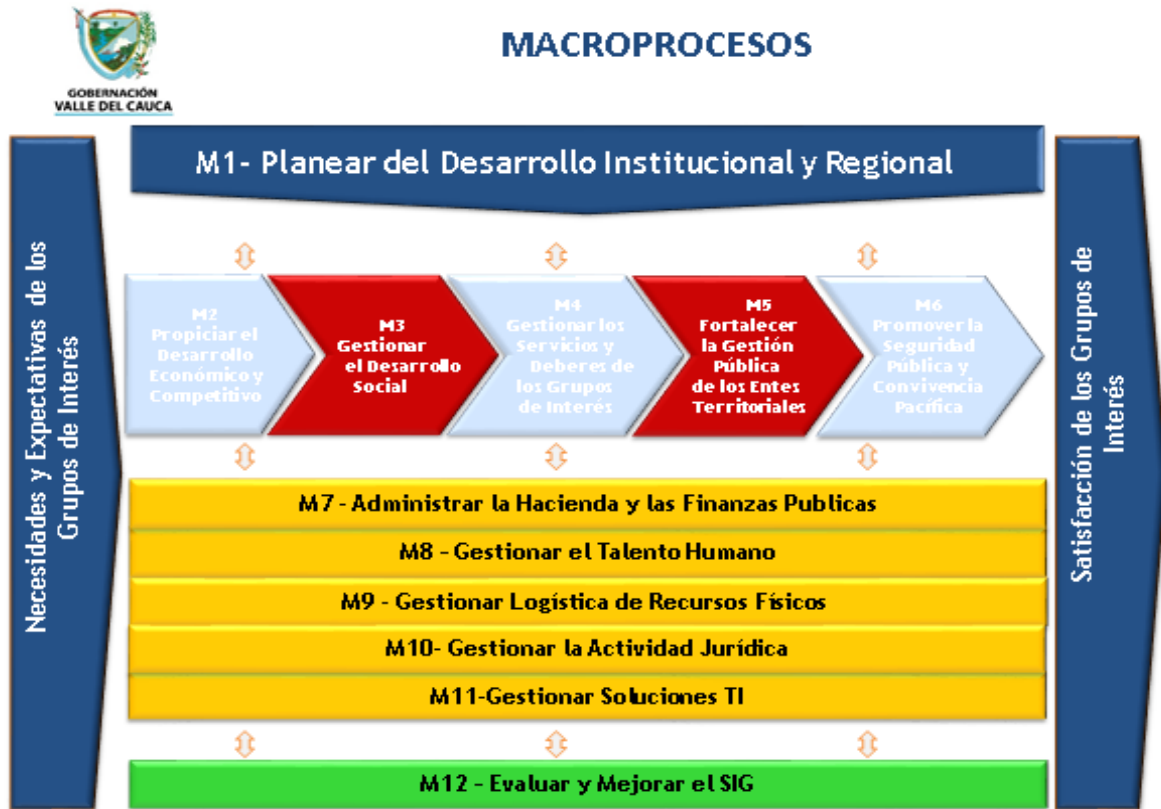 GOBERNACIÓN
VALLE DEL CAUCA
MACROPROCESOS
Necesidades y Expectativas de los
Grupos de Interés
M1- Planear del Desarrollo Institucional y Regional
M2
Propiciar el
Desarrollo
Económico y
Competitivo
M3
Gestionar
el Desarrollo
Social
M4
Gestionar los
Servicios y
Deberes de
los Grupos
de Interés
M5
Fortalecer
la Gestión
Pública
de los Entes
Territoriales
M6
Promover la
Seguridad
Pública y
Convivencia
Pacífica
M7 - Administrar la Hacienda y las Finanzas Publicas
M8 - Gestionar el Talento Humano
M9 - Gestionar Logística de Recursos Físicos
M10- Gestionar la Actividad Jurídica
M11-Gestionar Soluciones TI
M12 - Evaluar y Mejorar el SIG
Satisfacción de los Grupos de
Interés